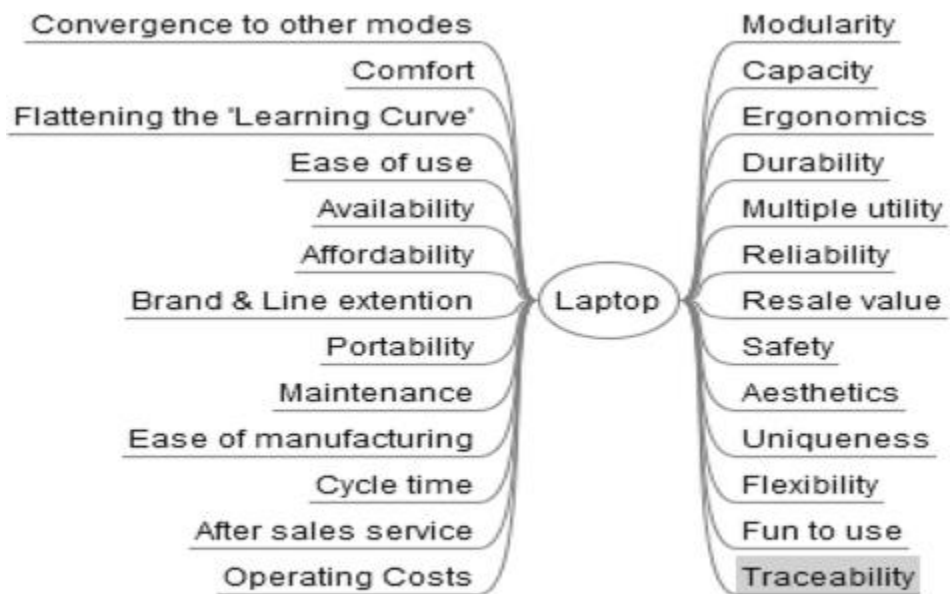 Convergence to other modes
Comfort
Flattening the "Learning Curve"
Ease of use
Availability
Affordability
Brand & Line extention
Portability
Maintenance
Ease of manufacturing
Cycle time
After sales service
Operating Costs
Laptop
Modularity
Capacity
Ergonomics
Durability
Multiple utility
Reliability
Resale value
Safety
Aesthetics
Uniqueness
Flexibility
Fun to use
Traceability